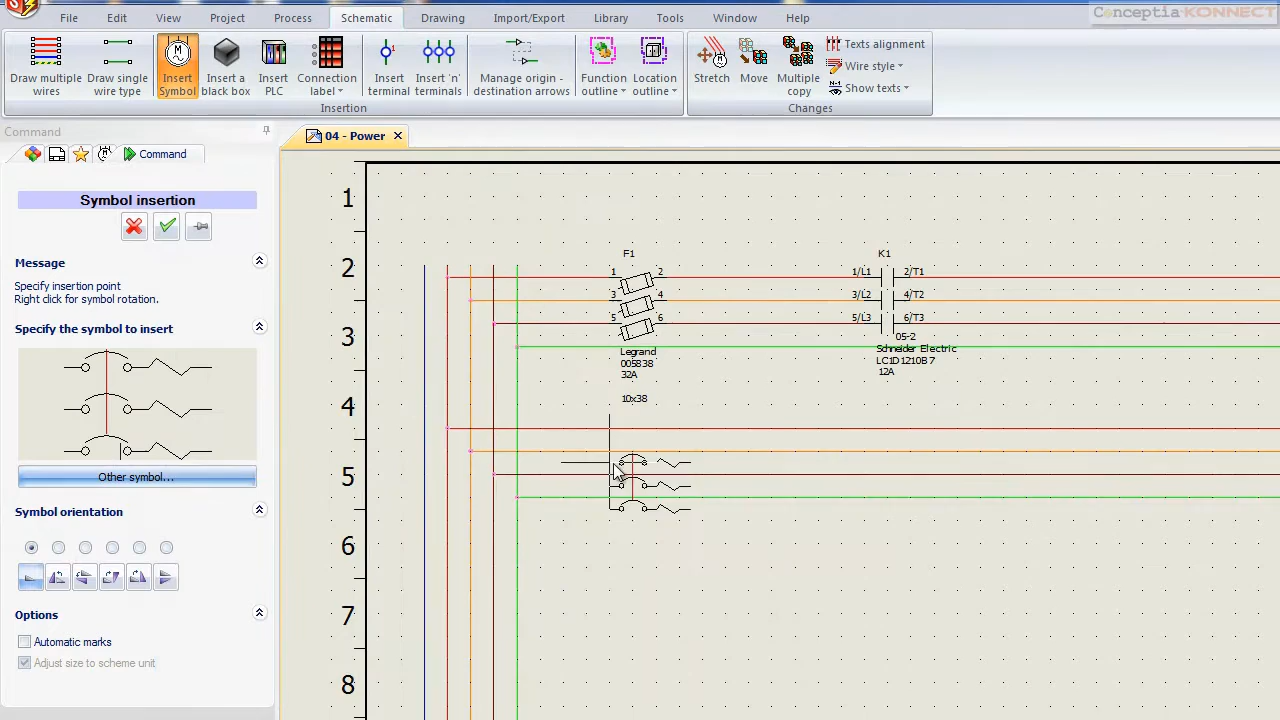 Conceptia KONNECT
File Edit View Project Process Schematic Drawing Import/Export Library Tools Window Help
Draw multiple wires
Draw single wire type
Insert Symbol
Insert a black box
Insert PLC
Connection label
Insert terminal
Insert 'n' terminals
Manage origin - destination arrows
Function outline
Location outline
Stretch
Move
Multiple copy
Texts alignment
Wire style
Show texts
Insertion
Changes
Command
Command
04 - Power
Symbol insertion
Message
Specify insertion point
Right click for symbol rotation.
Specify the symbol to insert
Other symbol...
Symbol orientation
Options
Automatic marks
Adjust size to scheme unit
1
2
3
4
5
6
7
8
F1
1 2
3 4
5 6
Legrand
005838
32A
10x38
K1
1/L1 2/T1
3/L2 4/T2
5/L3 6/T3
05-2
Schneider Electric
LC1D1210B7
12A